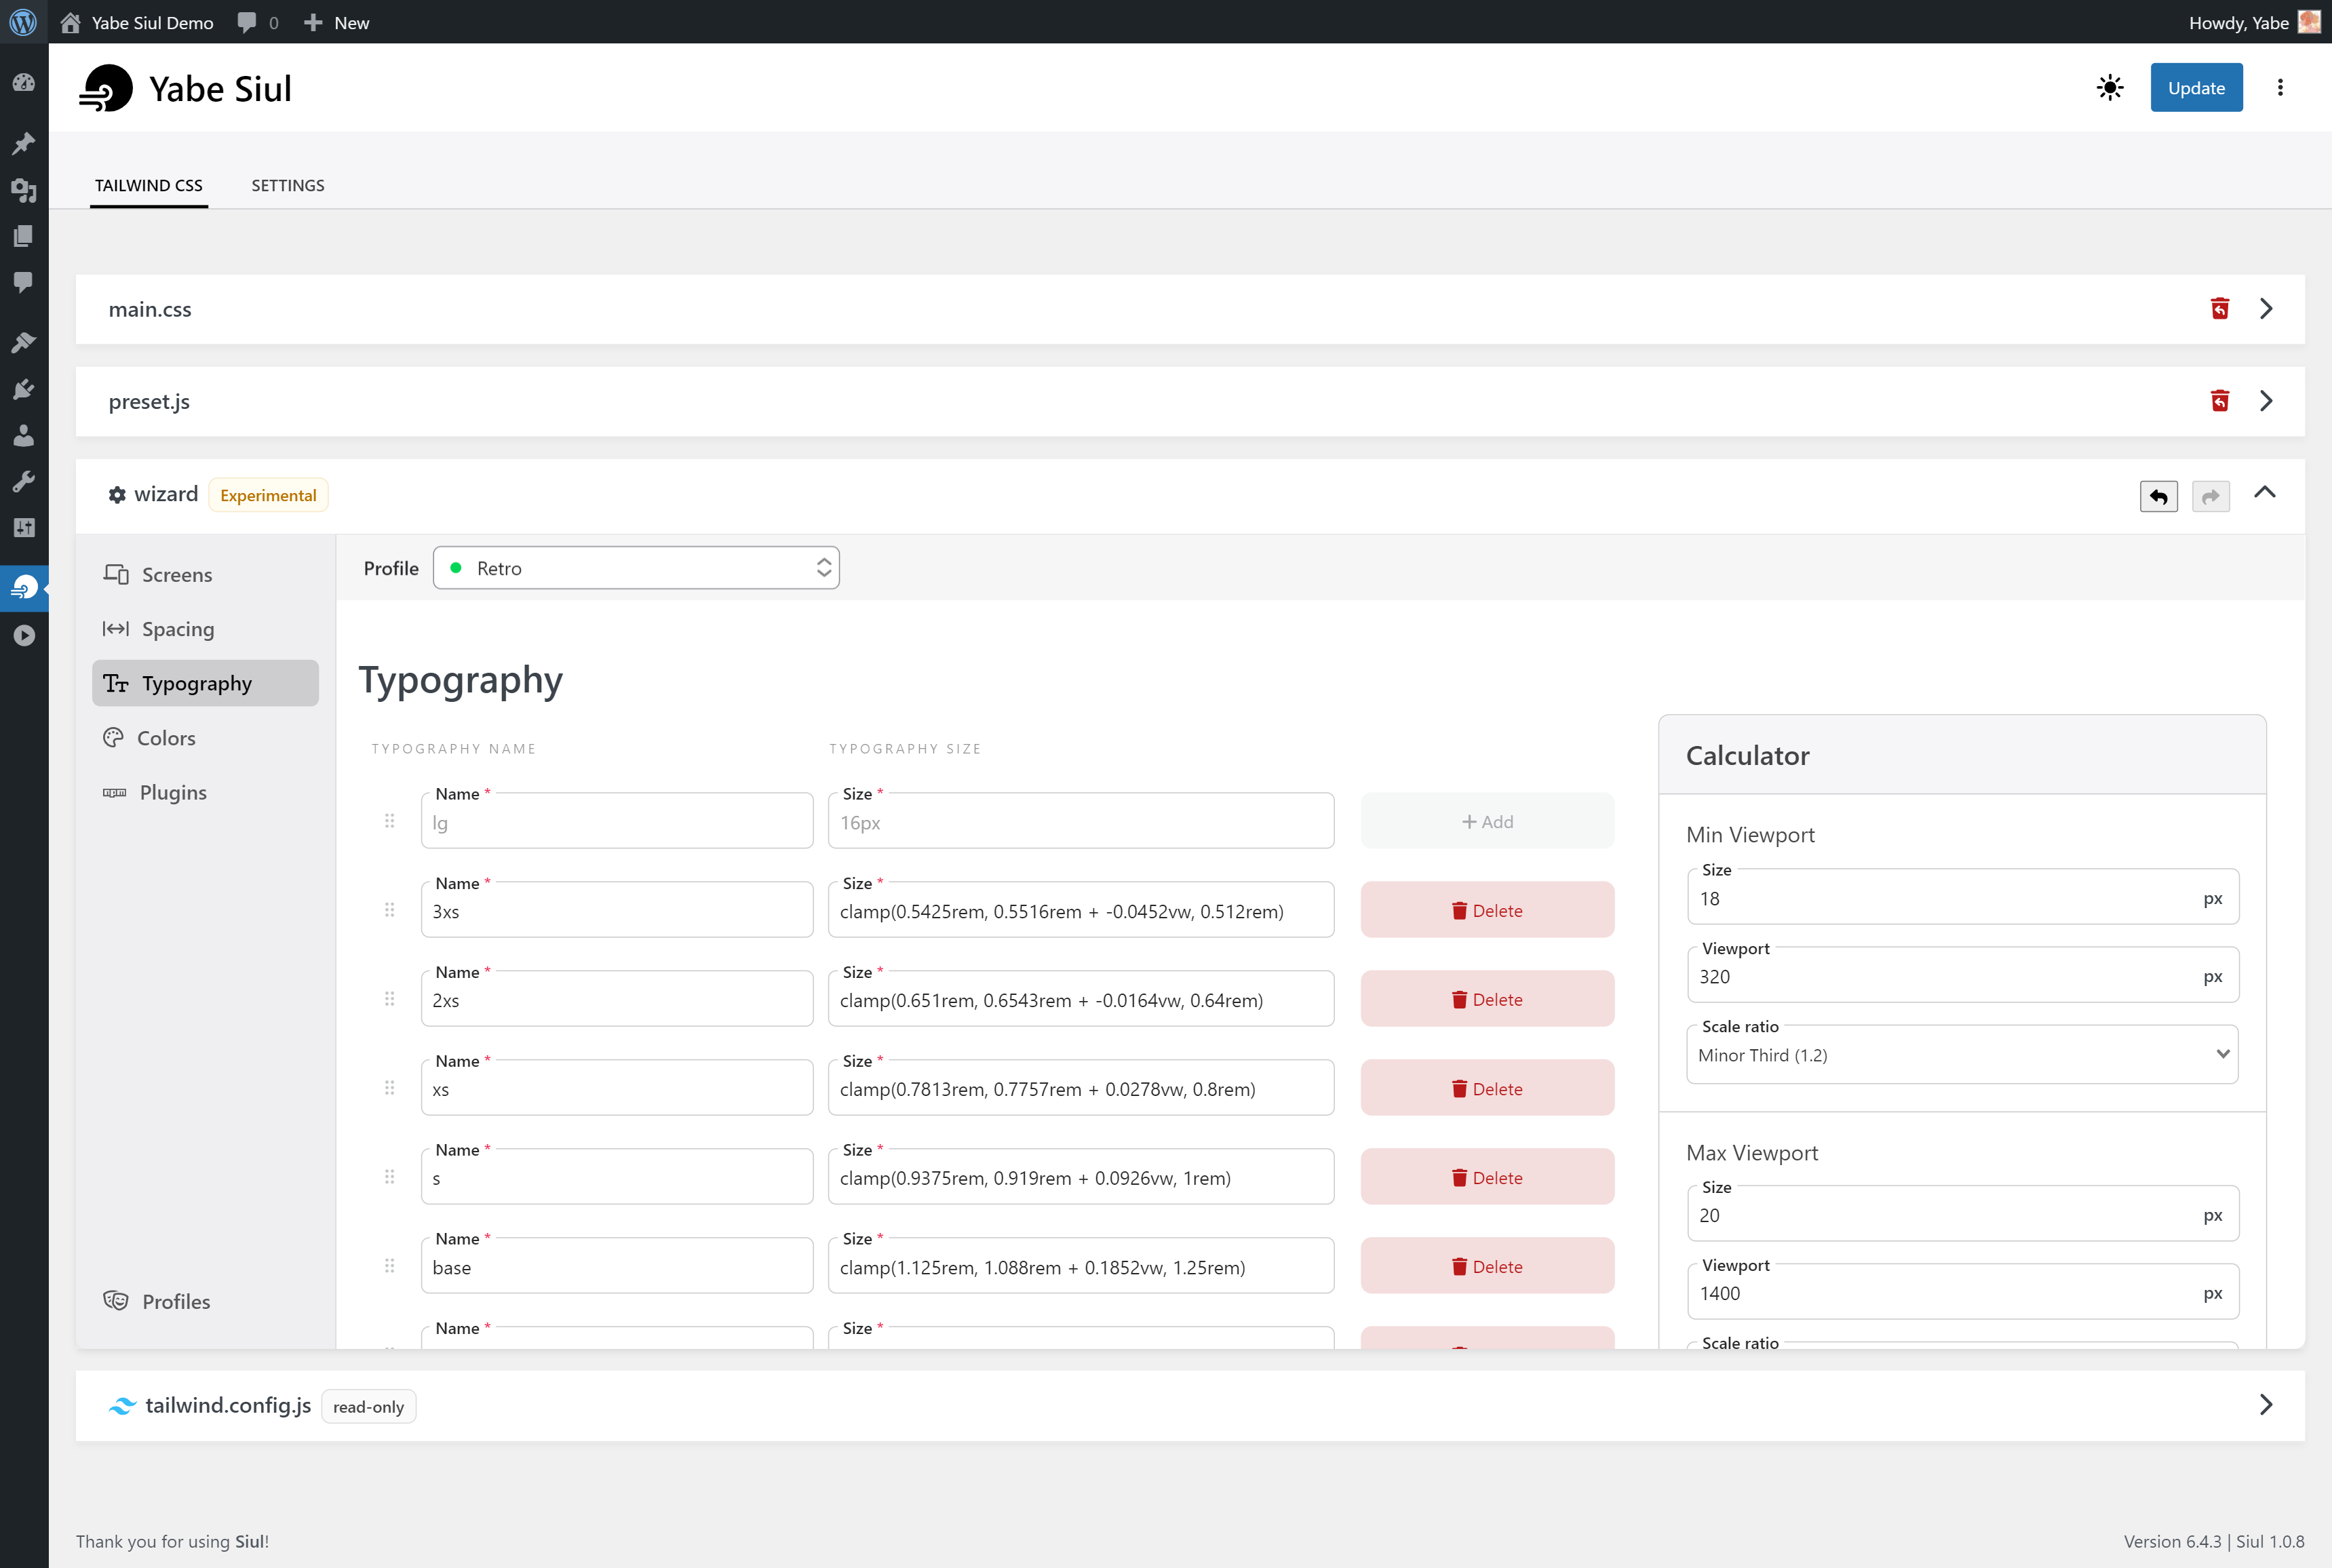 Yabe Siul Demo 0 New Howdy, Yabe
Yabe Siul Update
TAILWIND CSS SETTINGS
main.css
preset.js
wizard Experimental
Screens
Spacing
Typography
Colors
Plugins
Profiles
Profile Retro
Typography
TYPOGRAPHY NAME TYPOGRAPHY SIZE
Name * Size *
lg 16px + Add
Name * Size *
3xs clamp(0.5425rem, 0.5516rem + -0.0452vw, 0.512rem) Delete
Name * Size *
2xs clamp(0.651rem, 0.6543rem + -0.0164vw, 0.64rem) Delete
Name * Size *
xs clamp(0.7813rem, 0.7757rem + 0.0278vw, 0.8rem) Delete
Name * Size *
s clamp(0.9375rem, 0.919rem + 0.0926vw, 1rem) Delete
Name * Size *
base clamp(1.125rem, 1.088rem + 0.1852vw, 1.25rem) Delete
Name * Size *
Calculator
Min Viewport
Size
18 px
Viewport
320 px
Scale ratio
Minor Third (1.2)
Max Viewport
Size
20 px
Viewport
1400 px
Scale ratio
tailwind.config.js read-only
Thank you for using Siul!
Version 6.4.3 | Siul 1.0.8